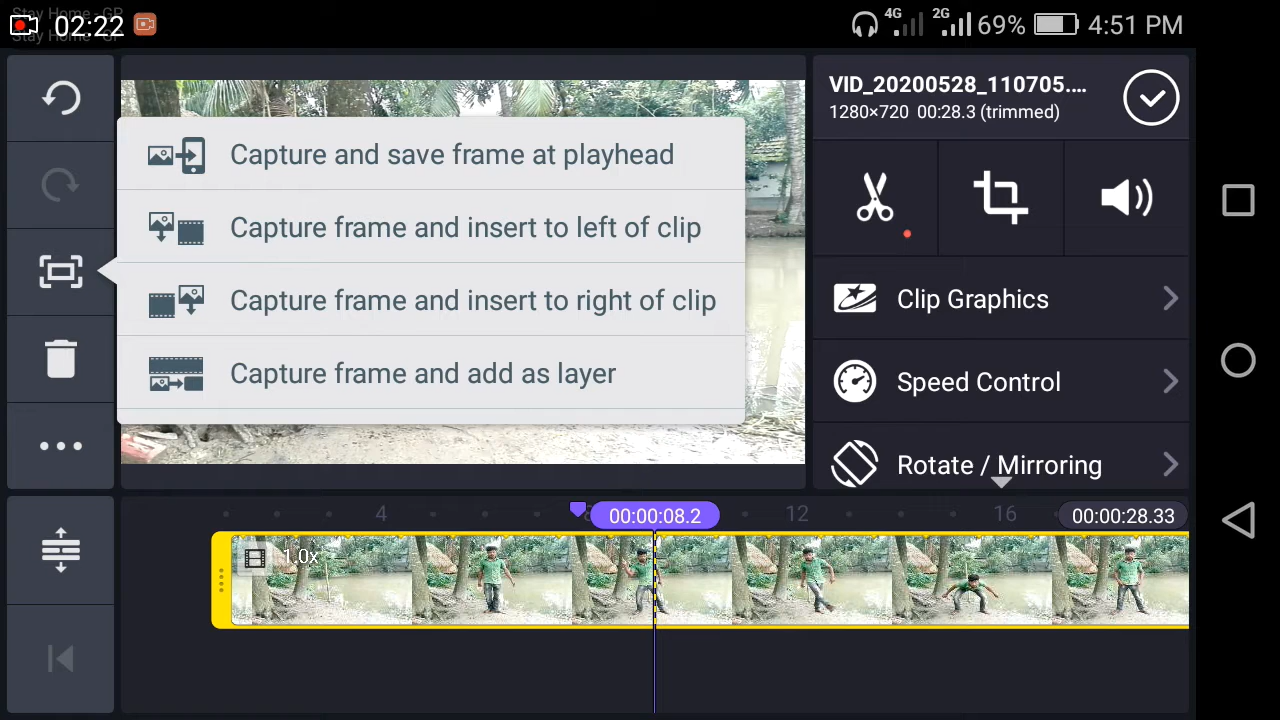 Stay Home - GP
02:22
4G 2G 69% 4:51 PM
Capture and save frame at playhead
Capture frame and insert to left of clip
Capture frame and insert to right of clip
Capture frame and add as layer
VID_20200528_110705....
1280×720 00:28.3 (trimmed)
Clip Graphics
Speed Control
Rotate / Mirroring
4 00:00:08.2 12 16 00:00:28.33
1.0x